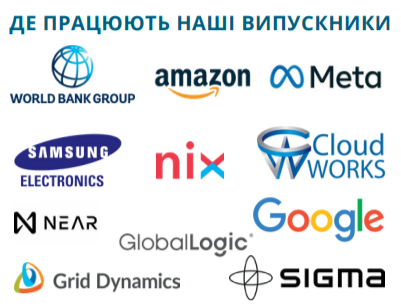 ДЕ ПРАЦЮЮТЬ НАШІ ВИПУСКНИКИ
WORLD BANK GROUP
amazon
Meta
SAMSUNG
ELECTRONICS
nix
Cloud
WORKS
NEAR
Google
GlobalLogic®
Grid Dynamics
SIGMA